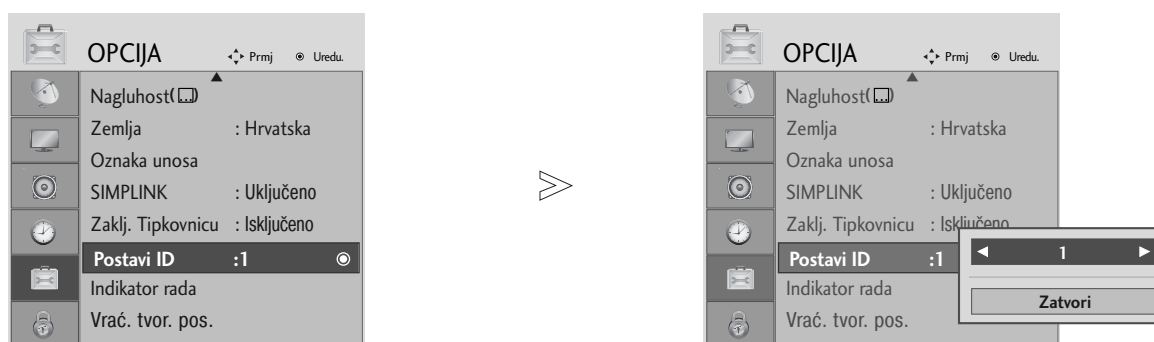 OPCIJA Prmj Uredu.
Nagluhost( )
Zemlja : Hrvatska
Oznaka unosa
SIMPLINK : Uključeno
Zaklj. Tipkovnicu : Isključeno
Postavi ID :1
Indikator rada
Vrać. tvor. pos.
OPCIJA Prmj Uredu.
Nagluhost( )
Zemlja : Hrvatska
Oznaka unosa
SIMPLINK : Uključeno
Zaklj. Tipkovnicu : Isključeno
Postavi ID :1
Indikator rada
Vrać. tvor. pos.
1
Zatvori